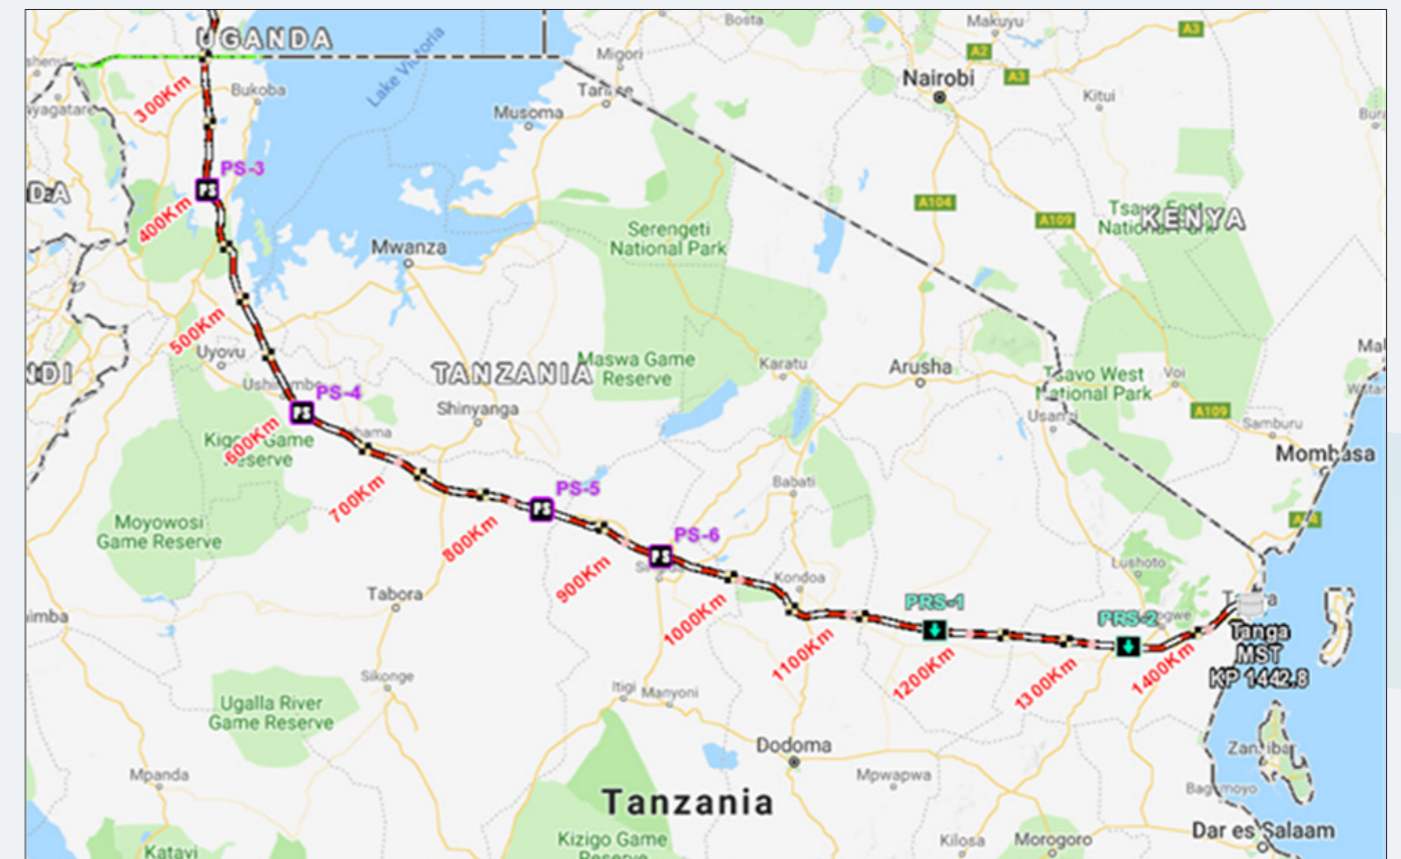 UGANDA
Bosta
Makuyu
A3
Lake Victoria
Migori
A2
Nairobi
A3
300Km
Bukoba
Kitui
Musoma
PS-3
PS
A104
400Km
A109
Tsavo East
National Park
KENYA
Serengeti
National Park
Mwanza
500Km
Uyovu
TANZANIA
Maswa Game
Reserve
Karatu
Arusha
Tsavo West
National Park
Voi
PS-4
PS
Shinyanga
A109
Samburu
600Km
Game
Reserve
Mombasa
700Km
PS-5
PS
Babati
Moyowosi
Game Reserve
800Km
PS-6
PS
Lushoto
900Km
Kondoa
Tabora
1000Km
PRS-1
PRS-2
Tanga
MST
KP 1442.8
1100Km
1200Km
1300Km
1400Km
Sikonge
Itigi
Manyoni
Ugalla River
Game Reserve
Dodoma
Zanzibar
Mpanda
Mpwapwa
Bagamoyo
Tanzania
Dar es Salaam
Kizigo Game
Reserve
Kilosa
Morogoro
Katavi